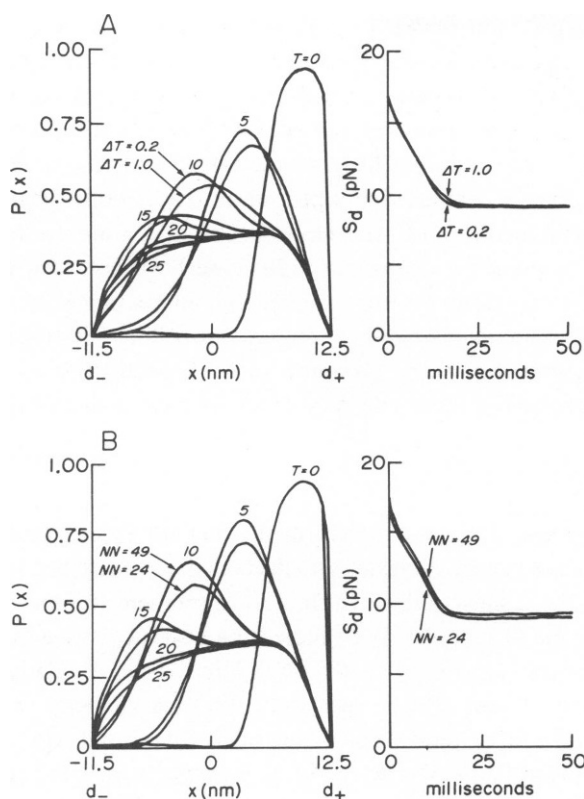 A
1.00
0.75
0.50
0.25
0
P (x)
T=0
5
10
ΔT = 0.2
ΔT = 1.0
15
20
25
-11.5
0
12.5
d_
x (nm)
d+
20
10
0
Sd (pN)
ΔT = 1.0
ΔT = 0.2
0
25
50
milliseconds
B
1.00
0.75
0.50
0.25
0
P (x)
T=0
5
10
NN = 49
NN = 24
15
20
25
-11.5
0
12.5
d_
x (nm)
d+
20
10
0
Sd (pN)
NN = 49
NN = 24
0
25
50
milliseconds